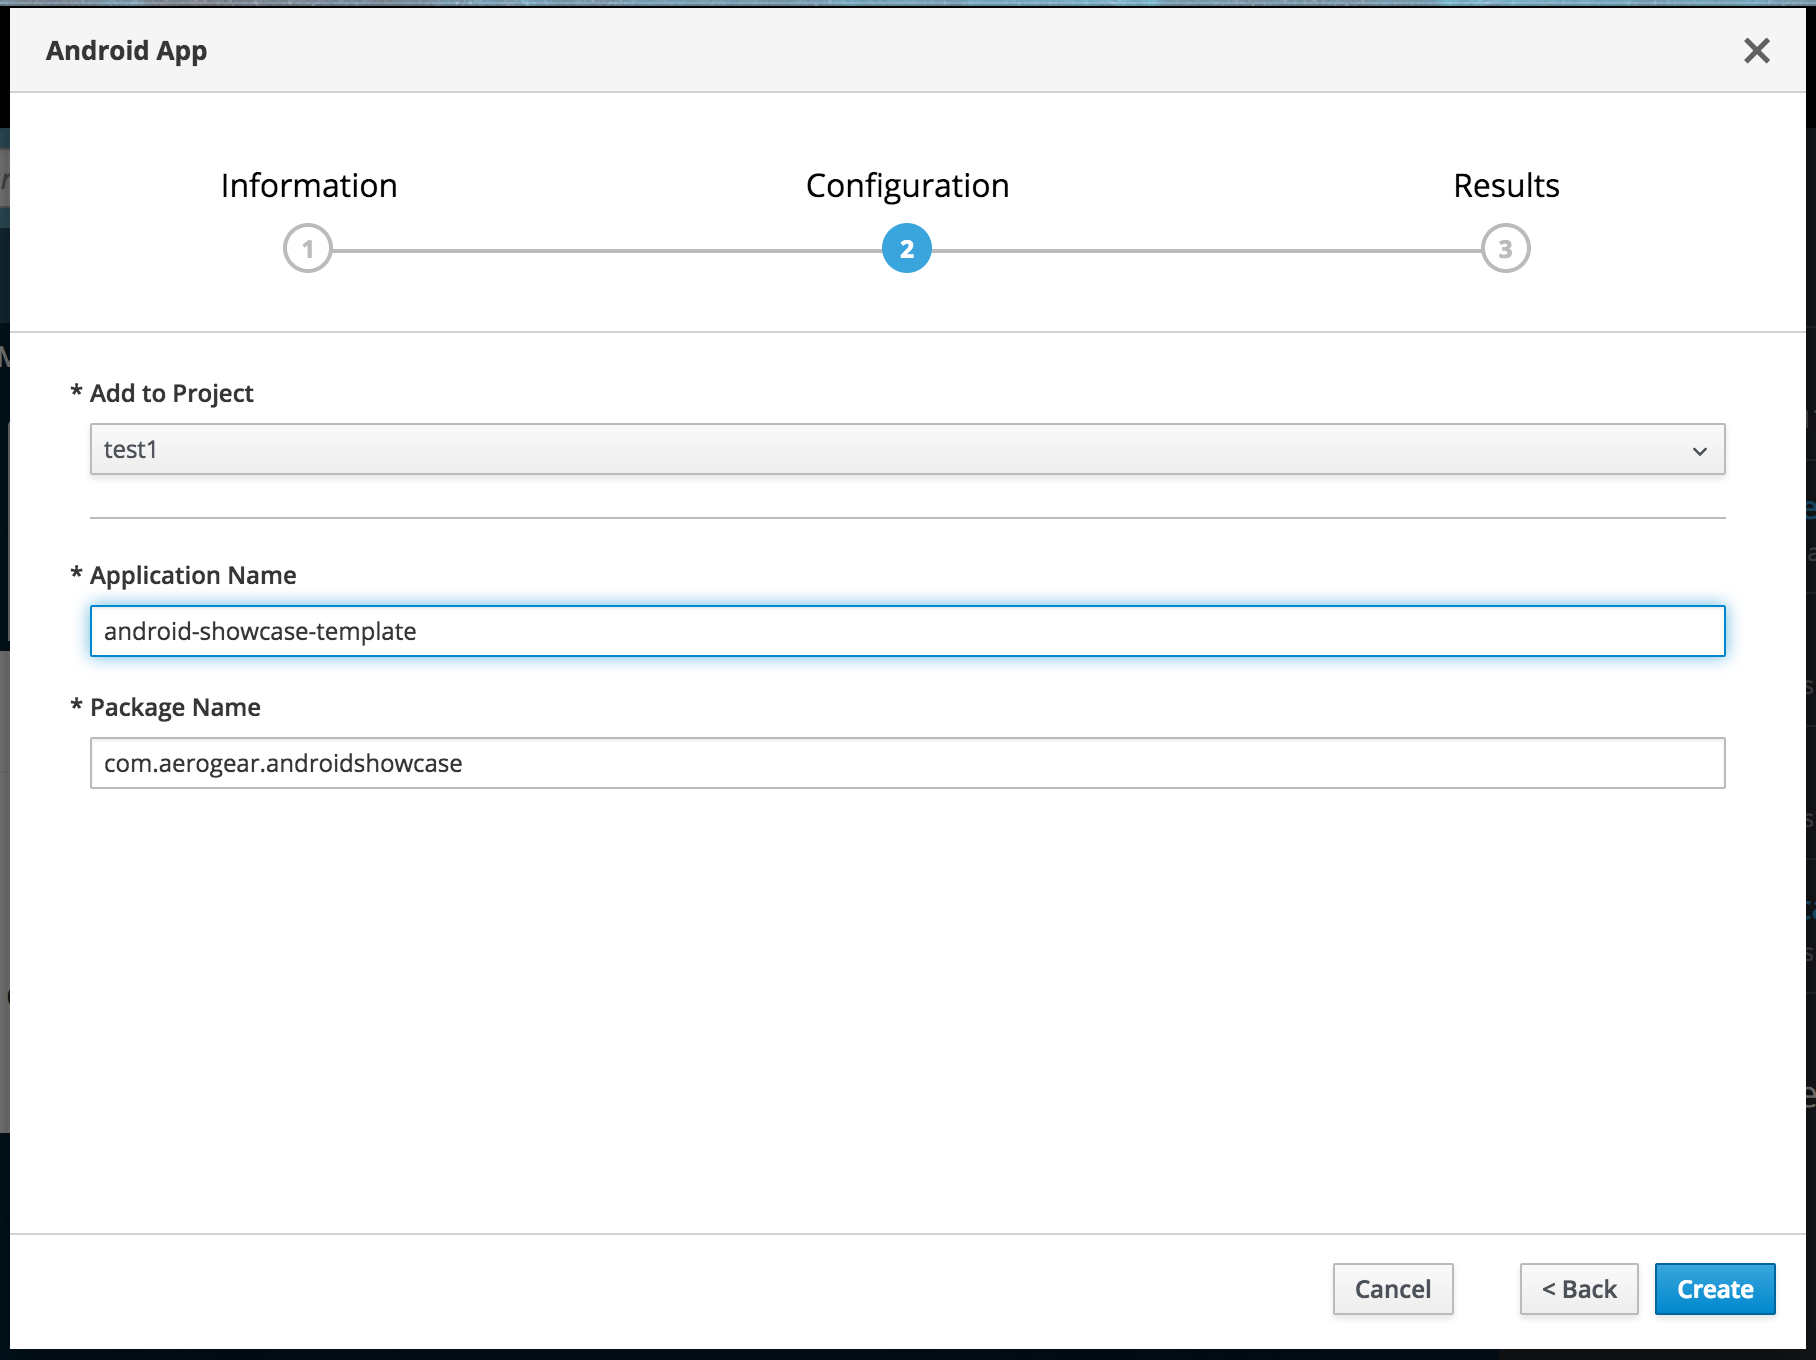 Android App
Information
Configuration
Results
1
2
3
* Add to Project
test1
* Application Name
android-showcase-template
* Package Name
com.aerogear.androidshowcase
Cancel
< Back
Create